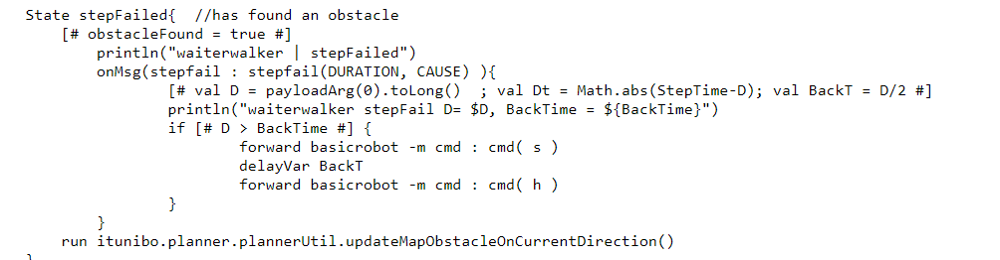 State stepFailed{  //has found an obstacle
[# obstacleFound = true #]
println("waiterwalker | stepFailed")
onMsg(stepfail : stepfail(DURATION, CAUSE) ){
[# val D = payloadArg(0).toLong()  ; val Dt = Math.abs(StepTime-D); val BackT = D/2 #]
println("waiterwalker stepFail D= $D, BackTime = ${BackTime}")
if [# D > BackTime #] {
forward basicrobot -m cmd : cmd( s )
delayVar BackT
forward basicrobot -m cmd : cmd( h )
}
}
run itunibo.planner.plannerUtil.updateMapObstacleOnCurrentDirection()